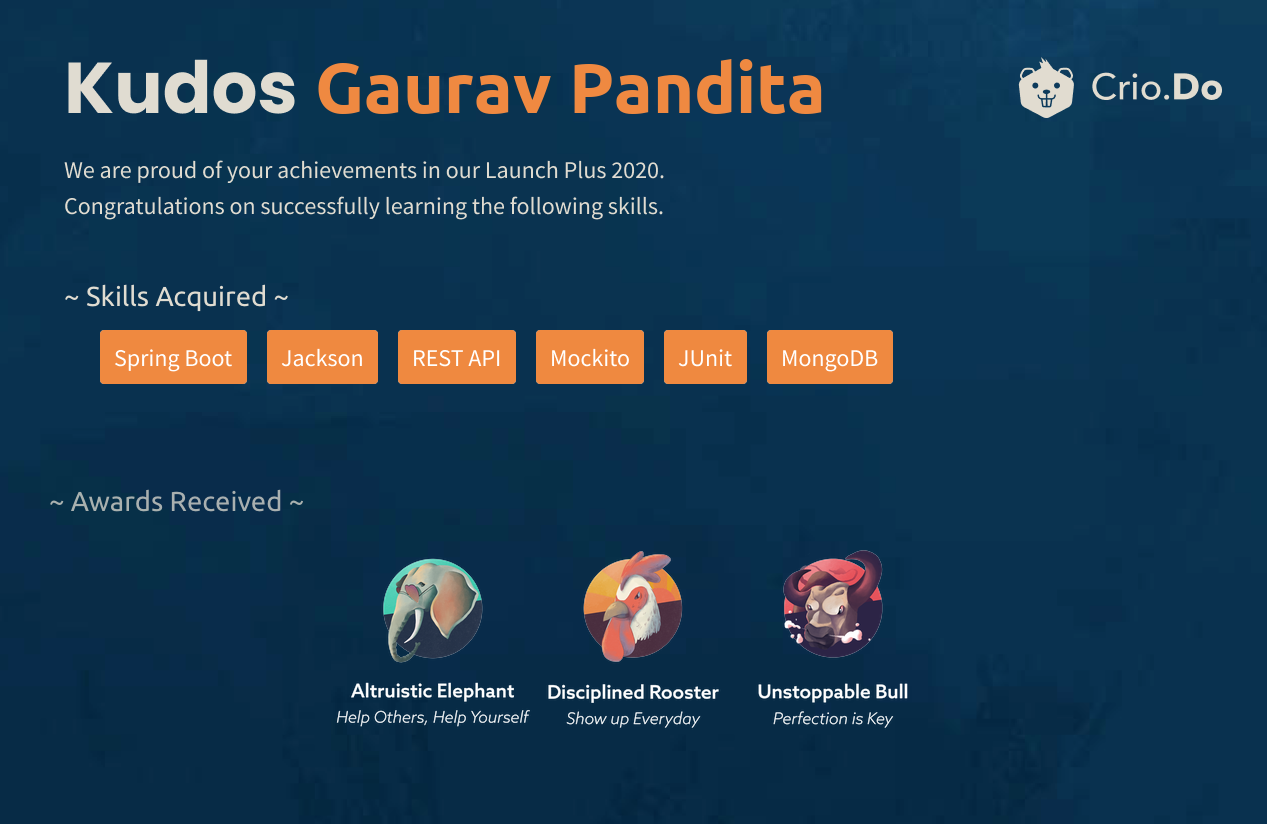 Kudos Gaurav Pandita
Crio.Do
We are proud of your achievements in our Launch Plus 2020.
Congratulations on successfully learning the following skills.
~ Skills Acquired ~
Spring Boot Jackson REST API Mockito JUnit MongoDB
~ Awards Received ~
Altruistic Elephant Disciplined Rooster Unstoppable Bull
Help Others, Help Yourself Show up Everyday Perfection is Key